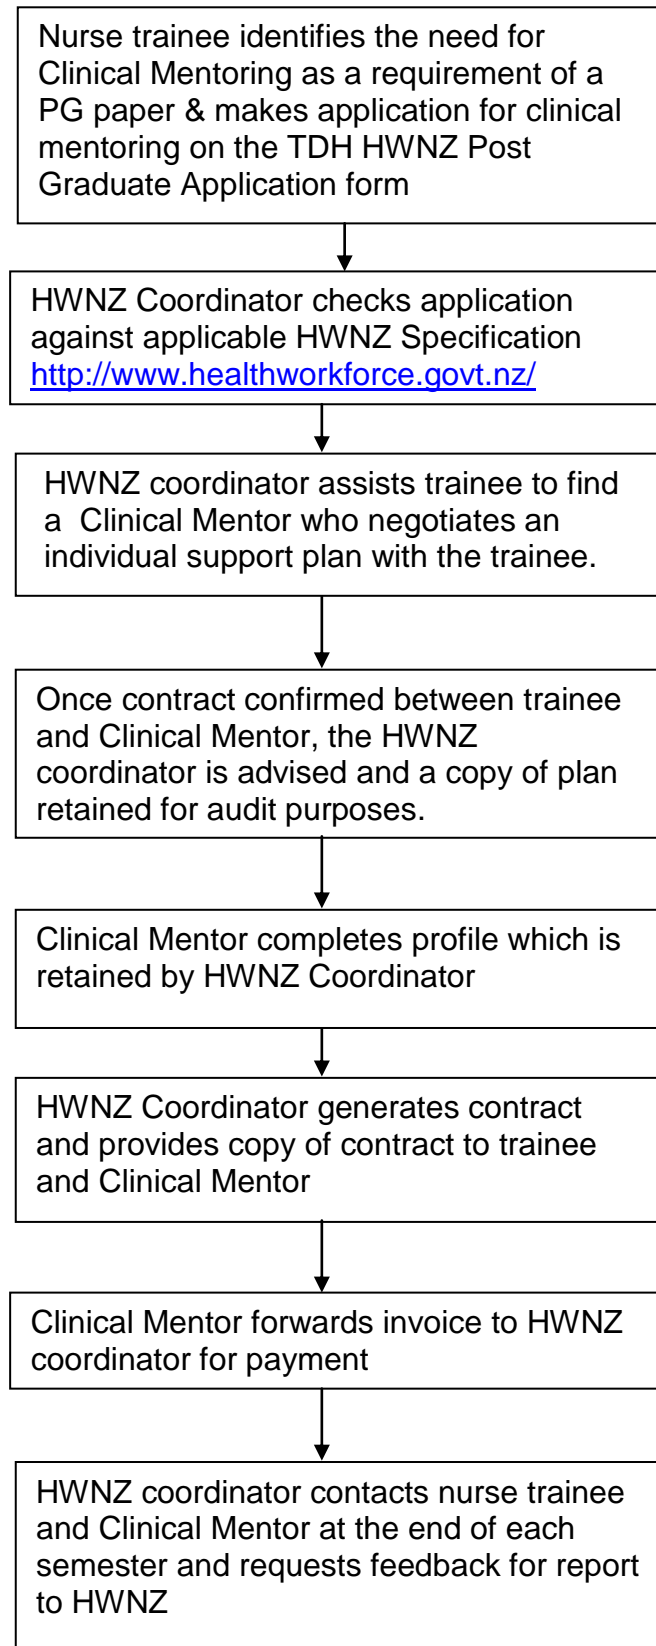 Nurse trainee identifies the need for
Clinical Mentoring as a requirement of a
PG paper & makes application for clinical
mentoring on the TDH HWNZ Post
Graduate Application form
HWNZ Coordinator checks application
against applicable HWNZ Specification
http://www.healthworkforce.govt.nz/
HWNZ coordinator assists trainee to find
a Clinical Mentor who negotiates an
individual support plan with the trainee.
Once contract confirmed between trainee
and Clinical Mentor, the HWNZ
coordinator is advised and a copy of plan
retained for audit purposes.
Clinical Mentor completes profile which is
retained by HWNZ Coordinator
HWNZ Coordinator generates contract
and provides copy of contract to trainee
and Clinical Mentor
Clinical Mentor forwards invoice to HWNZ
coordinator for payment
HWNZ coordinator contacts nurse trainee
and Clinical Mentor at the end of each
semester and requests feedback for report
to HWNZ